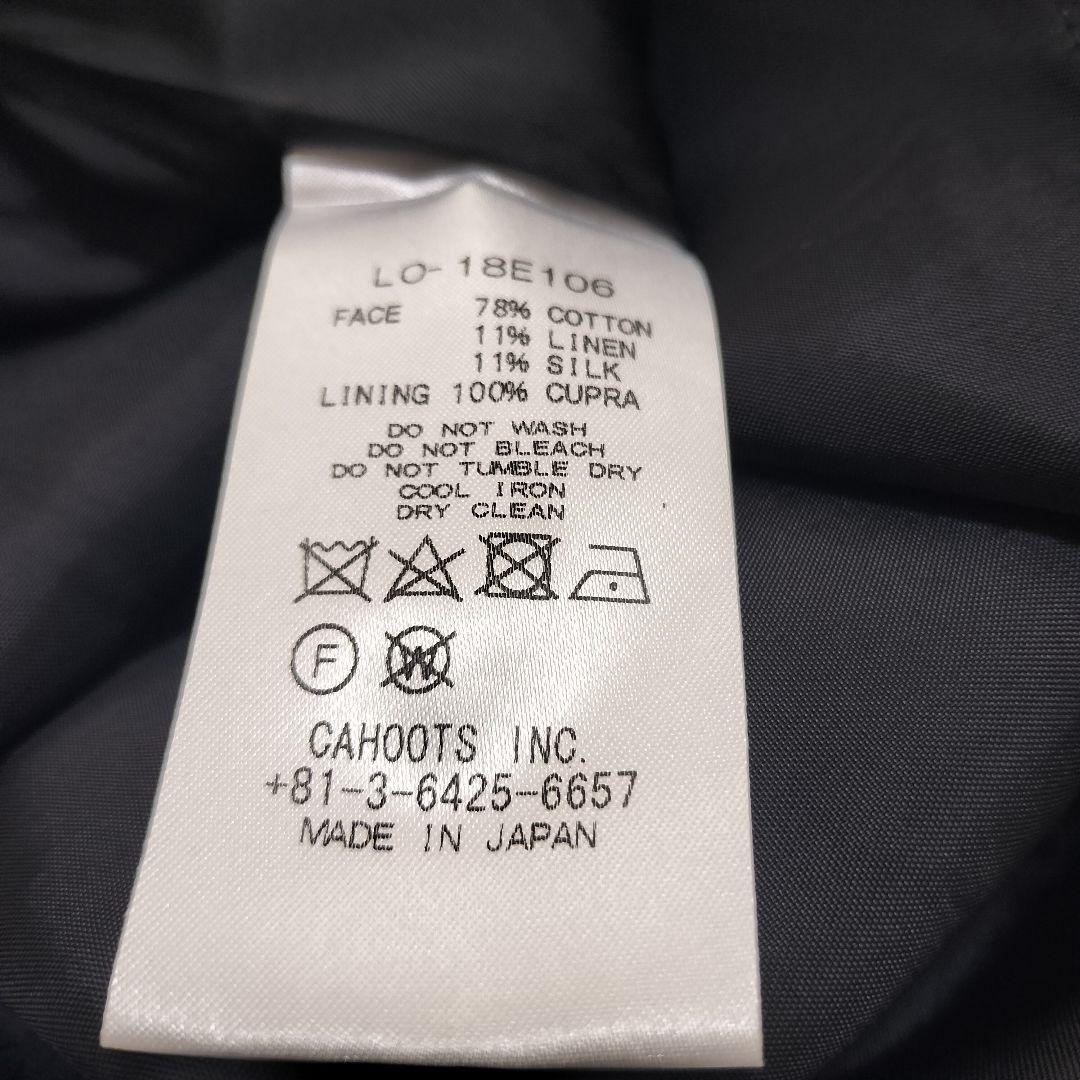 LO-18E106
FACE 78% COTTON
11% LINEN
11% SILK
LINING 100% CUPRA
DO NOT WASH
DO NOT BLEACH
DO NOT TUMBLE DRY
COOL IRON
DRY CLEAN
F W
CAHOOTS INC.
+81-3-6425-6657
MADE IN JAPAN